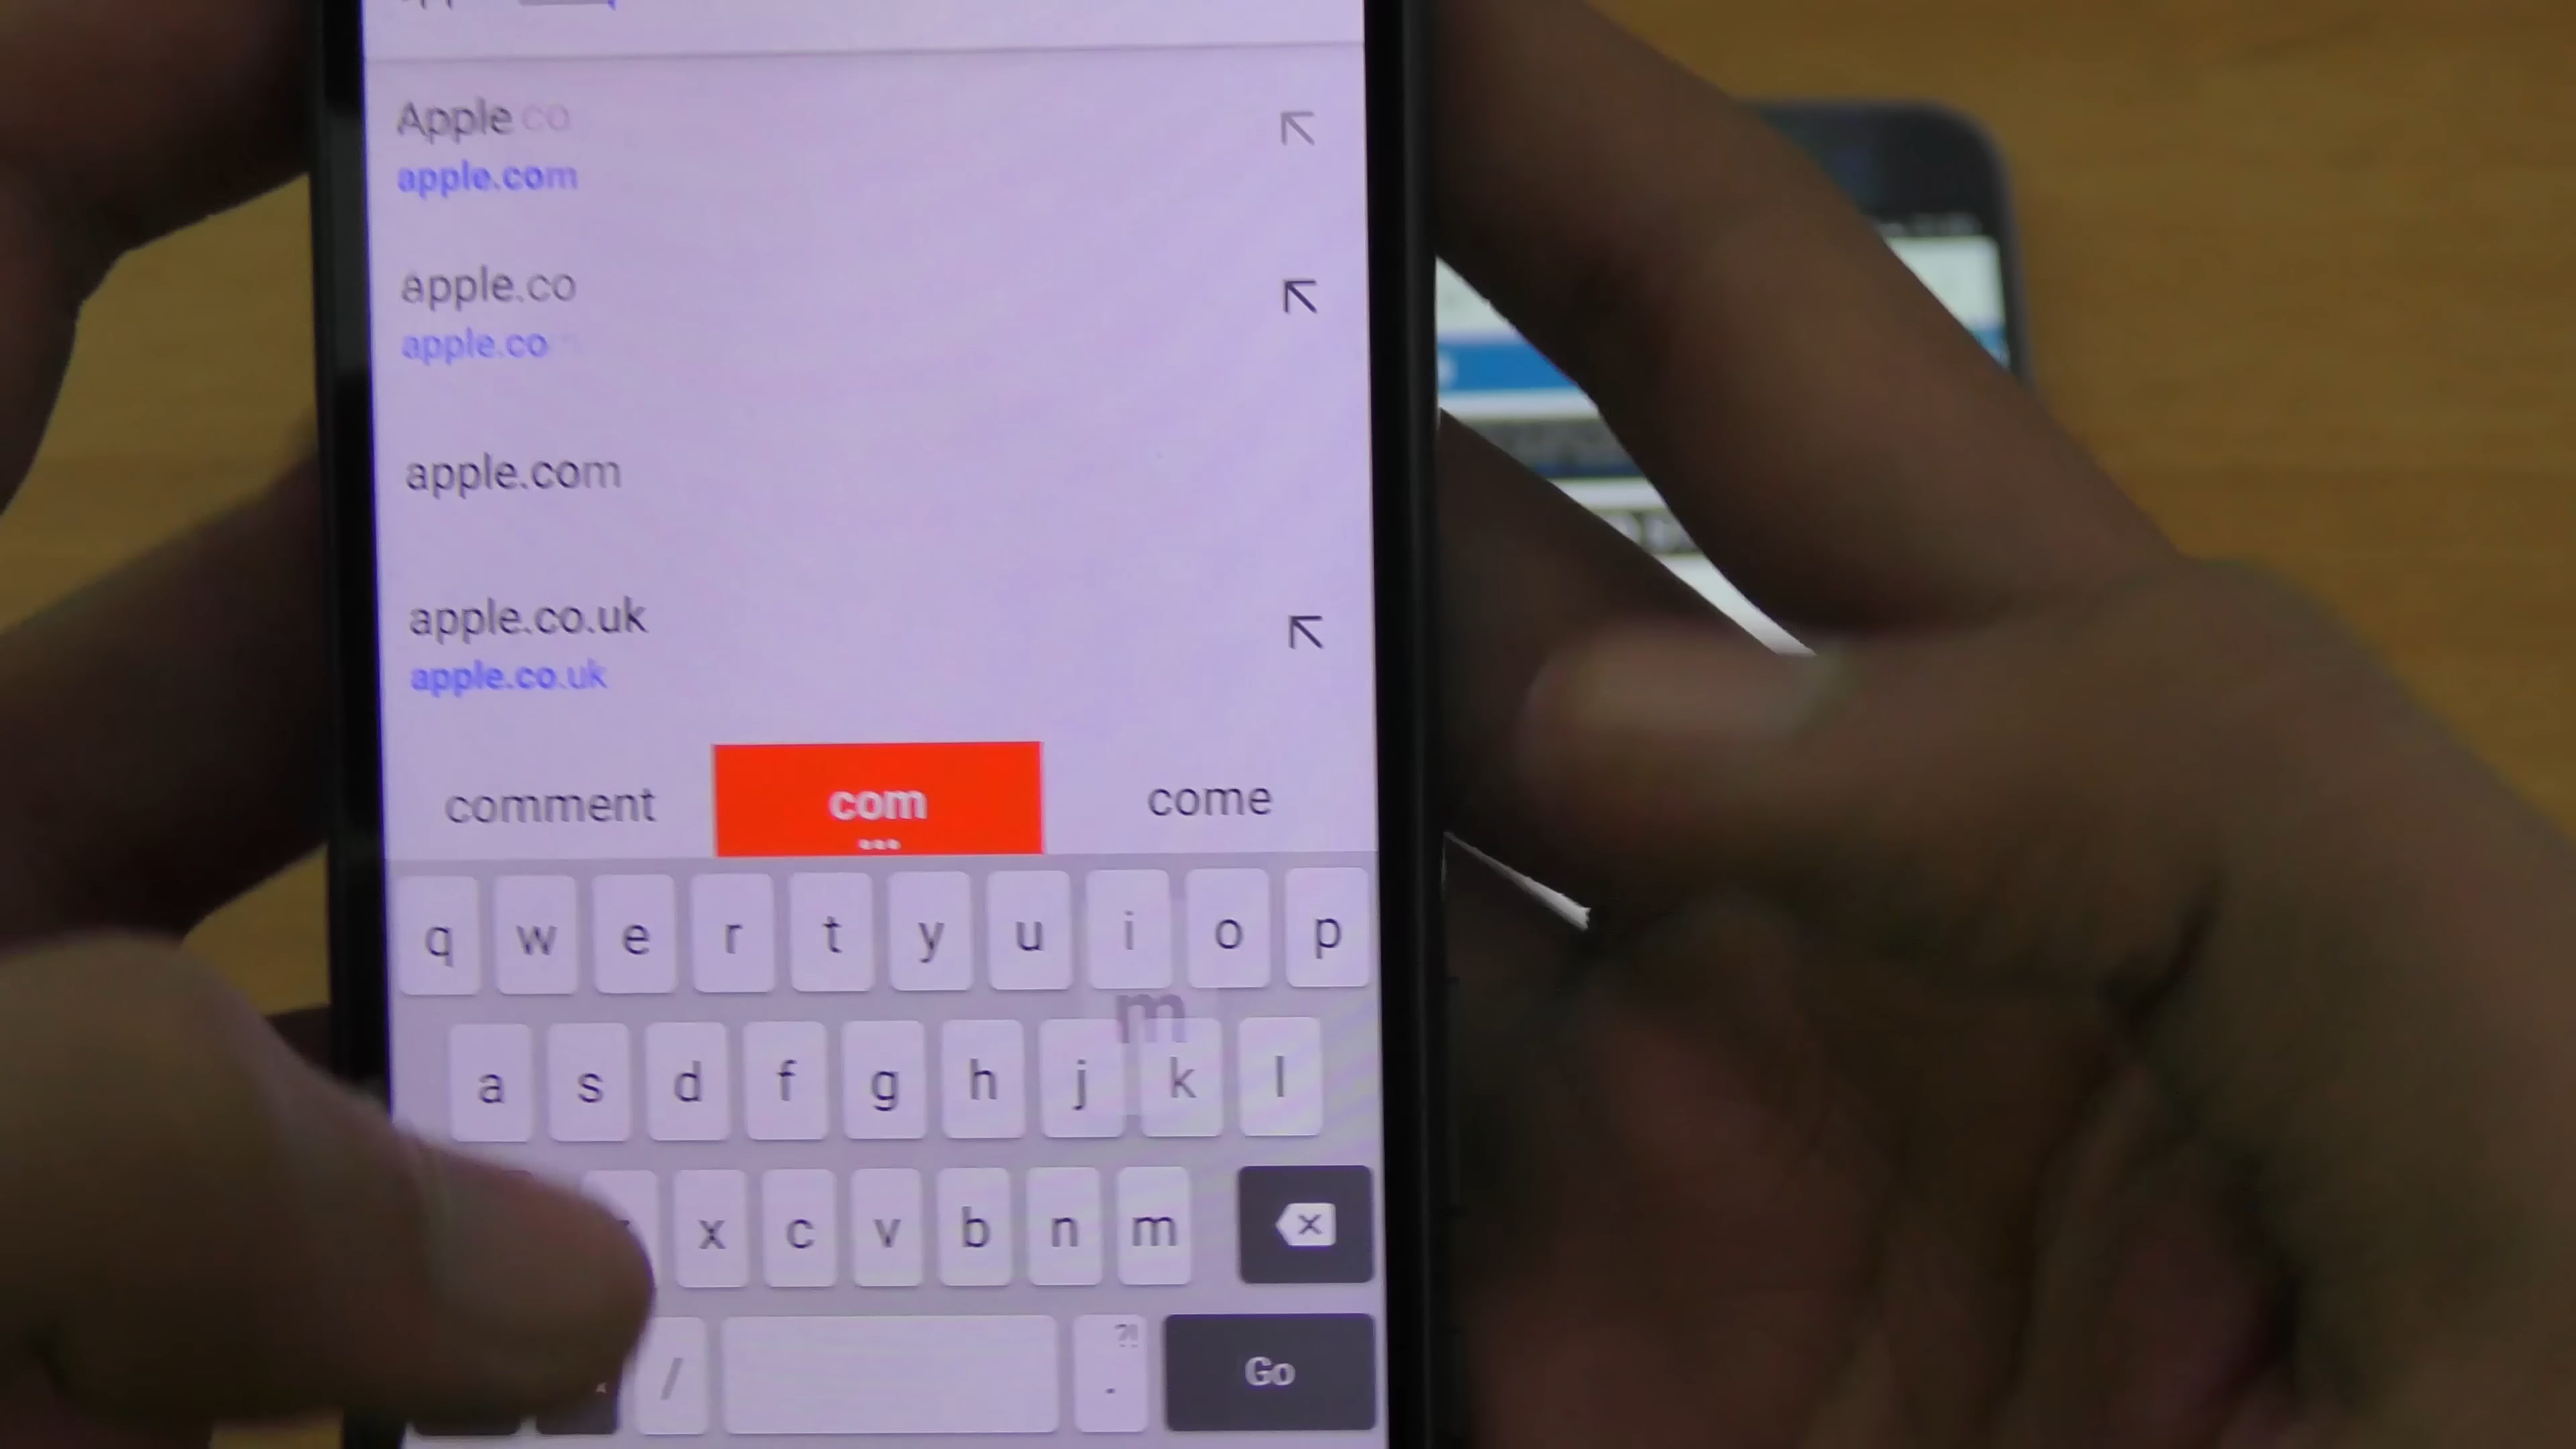 Apple.co
apple.com
apple.co
apple.co
apple.com
apple.co.uk
apple.co.uk
comment com come
q w e r t y u i o p
m
a s d f g h j k l
x c v b n m
/ ?! . Go